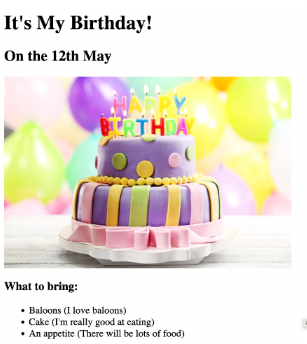 It's My Birthday!
On the 12th May
HAPPY
BIRTHDAY
What to bring:
Baloons (I love baloons)
Cake (I'm really good at eating)
An appetite (There will be lots of food)